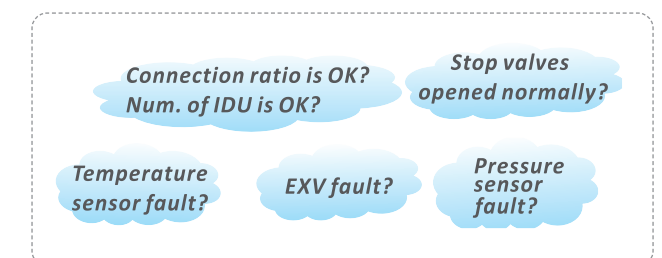 Connection ratio is OK?
Num. of IDU is OK?
Stop valves
opened normally?
Temperature
sensor fault?
EXV fault?
Pressure
sensor
fault?